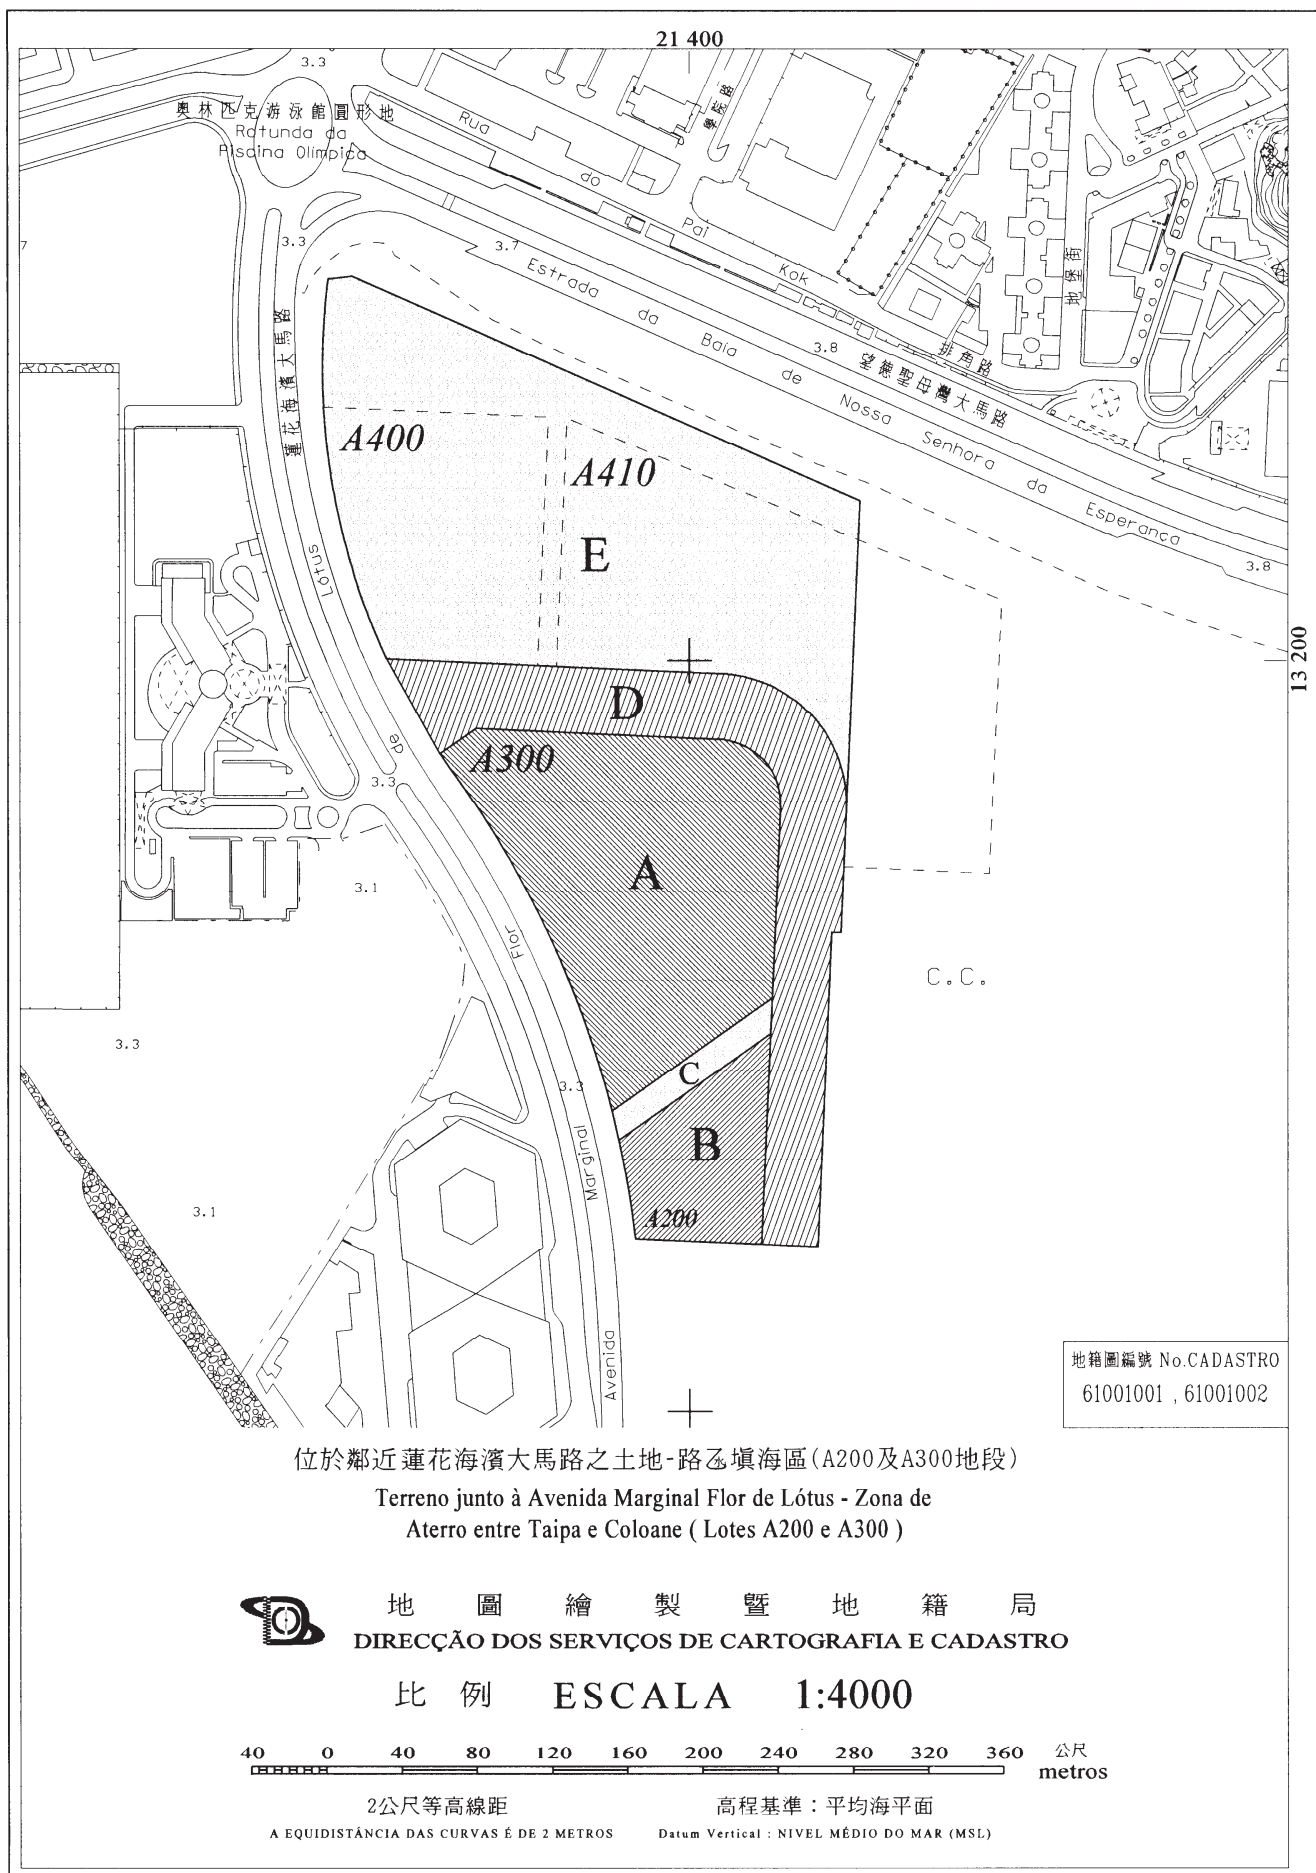 21 400
3.3
奧林匹克游泳館圓形地
Rotunda da
Piscina Olímpica
Rua do Pai Kok
學院路
排角路
地堡街
7
3.3
3.7
Estrada da Baía de Nossa Senhora da Esperança
3.8
望德聖母灣大馬路
3.8
蓮花海濱大馬路
A400
A410
E
13 200
D
A300
3.3
A
3.1
C.C.
3.3
C
3.3
B
3.1
A200
Avenida Marginal Flor de Lótus
地籍圖編號 No.CADASTRO
61001001 , 61001002
位於鄰近蓮花海濱大馬路之土地-路氹填海區(A200及A300地段)
Terreno junto à Avenida Marginal Flor de Lótus - Zona de
Aterro entre Taipa e Coloane ( Lotes A200 e A300 )
地圖繪製暨地籍局
DIRECÇÃO DOS SERVIÇOS DE CARTOGRAFIA E CADASTRO
比例 ESCALA 1:4000
40 0 40 80 120 160 200 240 280 320 360 公尺
metros
2公尺等高線距 高程基準：平均海平面
A EQUIDISTÂNCIA DAS CURVAS É DE 2 METROS Datum Vertical : NIVEL MÉDIO DO MAR (MSL)